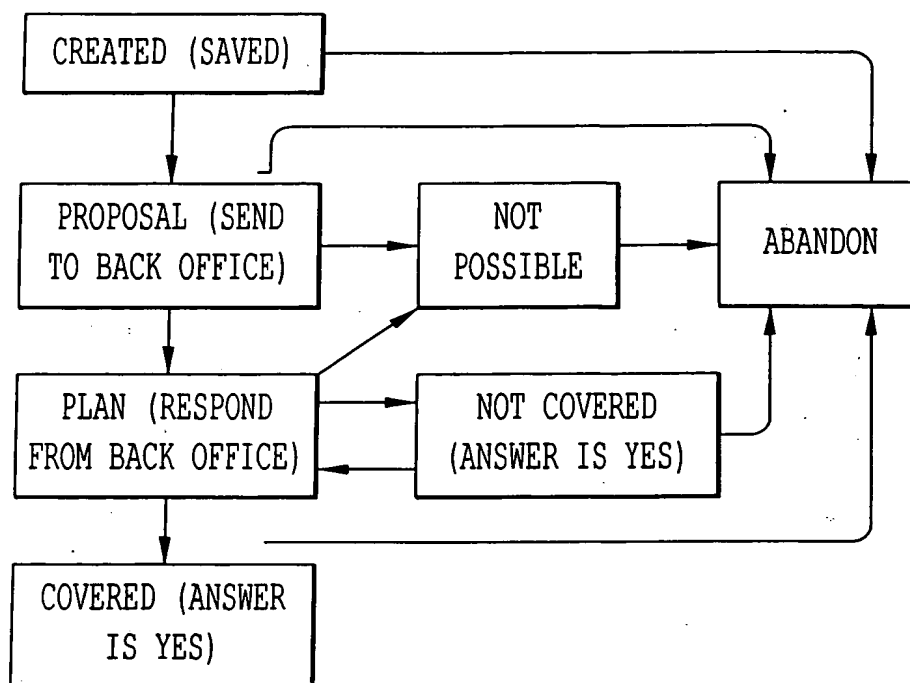 CREATED (SAVED)
PROPOSAL (SEND
TO BACK OFFICE)
NOT
POSSIBLE
ABANDON
PLAN (RESPOND
FROM BACK OFFICE)
NOT COVERED
(ANSWER IS YES)
COVERED (ANSWER
IS YES)